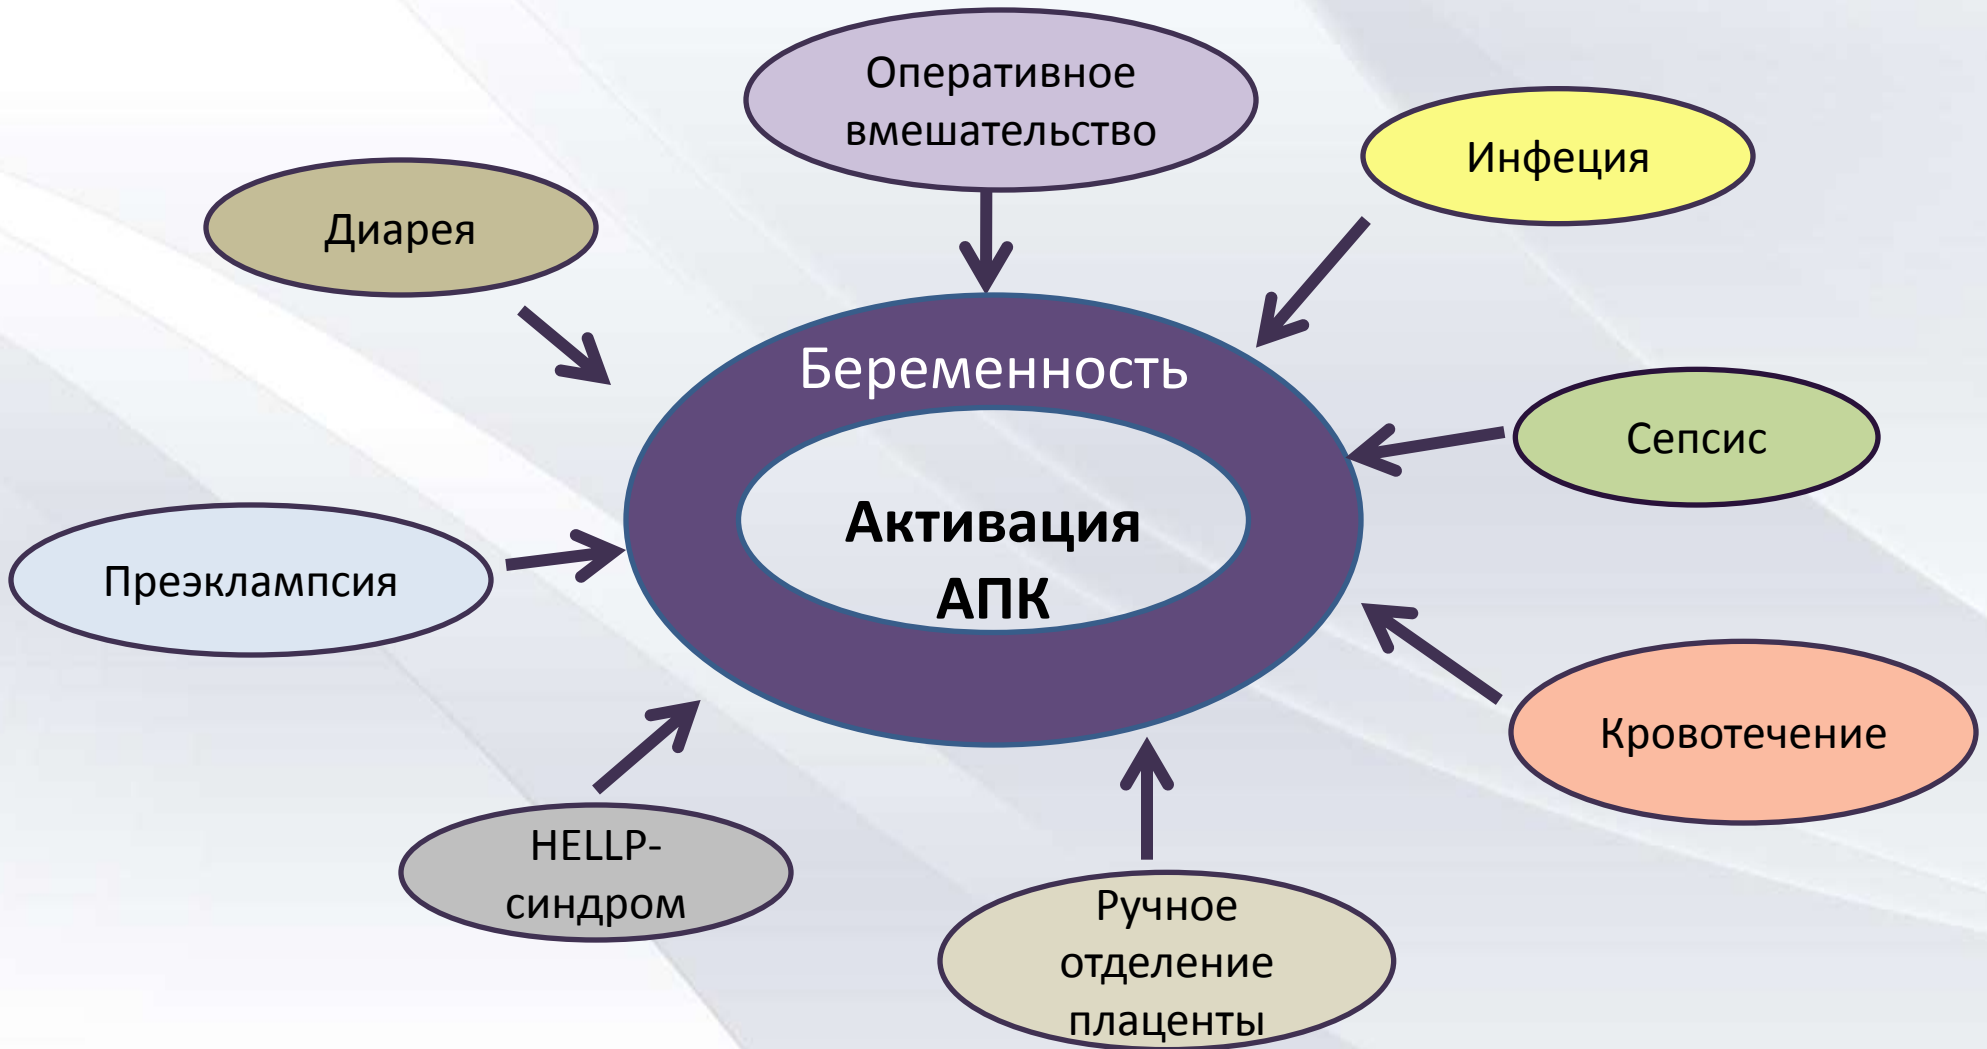 Оперативное
вмешательство
Инфеция
Диарея
Беременность
Сепсис
Активация
АПК
Преэклампсия
Кровотечение
HELLP-
синдром
Ручное
отделение
плаценты